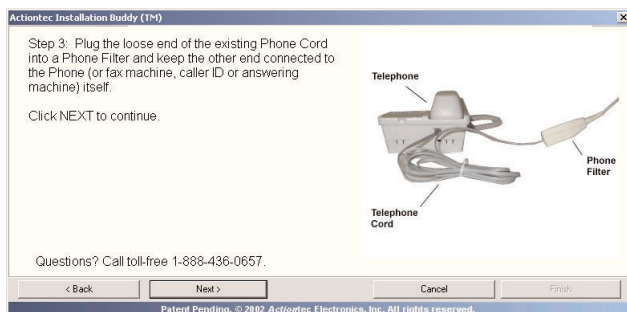 Actiontec Installation Buddy (TM)
Step 3: Plug the loose end of the existing Phone Cord
into a Phone Filter and keep the other end connected to
the Phone (or fax machine, caller ID or answering
machine) itself.
Click NEXT to continue.
Telephone
Phone
Filter
Telephone
Cord
Questions? Call toll-free 1-888-436-0657.
< Back
Next >
Cancel
Finish
Patent Pending. © 2002 Actiontec Electronics, Inc. All rights reserved.